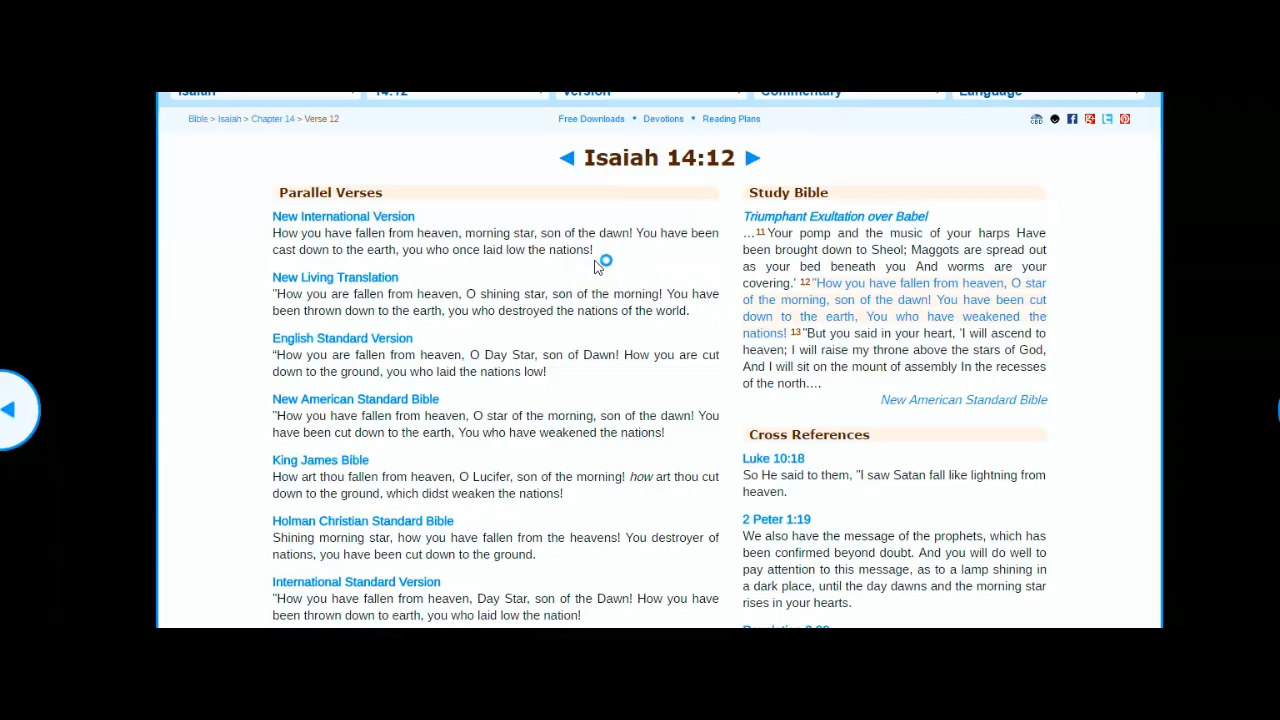 Isaiah 14:12 Version Commentary Language
Bible > Isaiah > Chapter 14 > Verse 12
Free Downloads • Devotions • Reading Plans
Isaiah 14:12
Parallel Verses
New International Version
How you have fallen from heaven, morning star, son of the dawn! You have been
cast down to the earth, you who once laid low the nations!
New Living Translation
"How you are fallen from heaven, O shining star, son of the morning! You have
been thrown down to the earth, you who destroyed the nations of the world.
English Standard Version
“How you are fallen from heaven, O Day Star, son of Dawn! How you are cut
down to the ground, you who laid the nations low!
New American Standard Bible
"How you have fallen from heaven, O star of the morning, son of the dawn! You
have been cut down to the earth, You who have weakened the nations!
King James Bible
How art thou fallen from heaven, O Lucifer, son of the morning! how art thou cut
down to the ground, which didst weaken the nations!
Holman Christian Standard Bible
Shining morning star, how you have fallen from the heavens! You destroyer of
nations, you have been cut down to the ground.
International Standard Version
"How you have fallen from heaven, Day Star, son of the Dawn! How you have
been thrown down to earth, you who laid low the nation!
Study Bible
Triumphant Exultation over Babel
…11Your pomp and the music of your harps Have
been brought down to Sheol; Maggots are spread out
as your bed beneath you And worms are your
covering.' 12"How you have fallen from heaven, O star
of the morning, son of the dawn! You have been cut
down to the earth, You who have weakened the
nations! 13"But you said in your heart, 'I will ascend to
heaven; I will raise my throne above the stars of God,
And I will sit on the mount of assembly In the recesses
of the north.…
New American Standard Bible
Cross References
Luke 10:18
So He said to them, "I saw Satan fall like lightning from
heaven.
2 Peter 1:19
We also have the message of the prophets, which has
been confirmed beyond doubt. And you will do well to
pay attention to this message, as to a lamp shining in
a dark place, until the day dawns and the morning star
rises in your hearts.